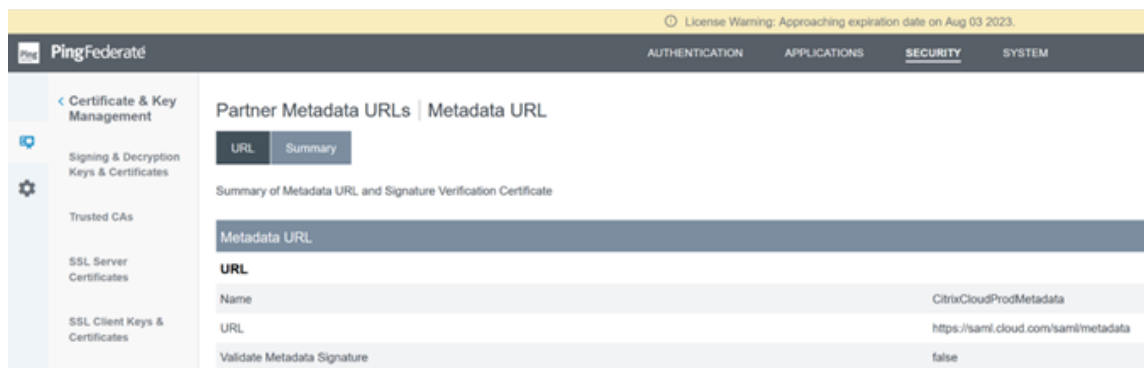 License Warning: Approaching expiration date on Aug 03 2023.
Ping PingFederate
AUTHENTICATION APPLICATIONS SECURITY SYSTEM
Certificate & Key
Management
Signing & Decryption
Keys & Certificates
Trusted CAs
SSL Server
Certificates
SSL Client Keys &
Certificates
Partner Metadata URLs | Metadata URL
URL Summary
Summary of Metadata URL and Signature Verification Certificate
Metadata URL
URL
Name CitrixCloudProdMetadata
URL https://saml.cloud.com/saml/metadata
Validate Metadata Signature false